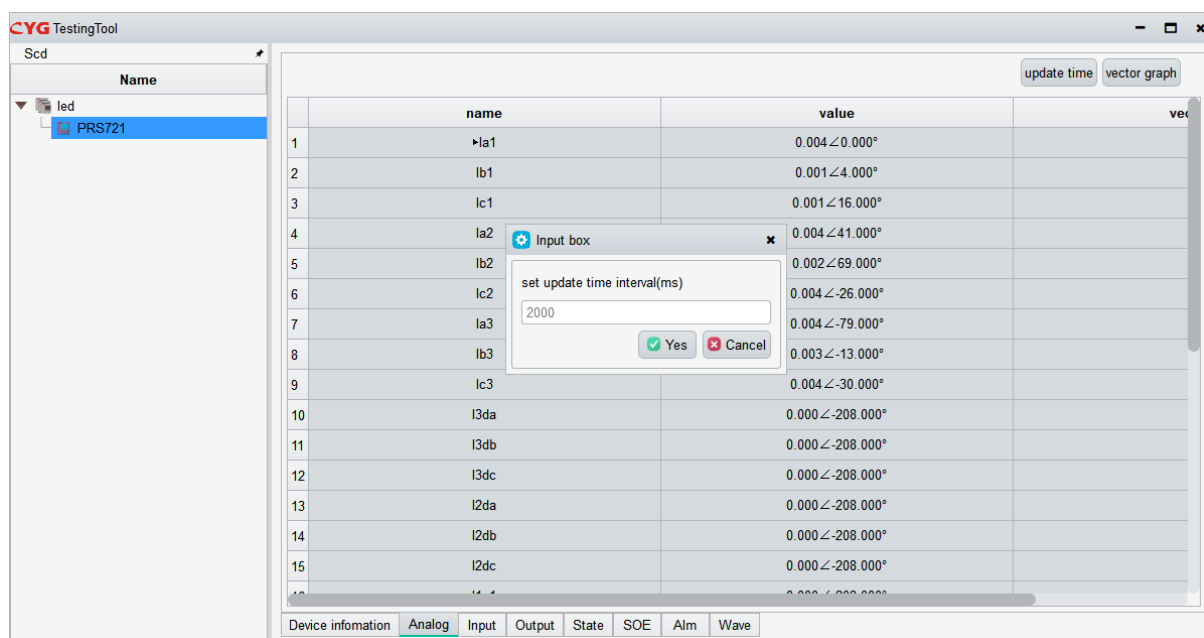 CYG TestingTool
Scd
Name
led
PRS721
update time vector graph
name value
1 Ia1 0.004∠0.000°
2 Ib1 0.001∠4.000°
3 Ic1 0.001∠16.000°
4 Ia2 0.004∠41.000°
5 Ib2 0.002∠69.000°
6 Ic2 0.004∠-26.000°
7 Ia3 0.004∠-79.000°
8 Ib3 0.003∠-13.000°
9 Ic3 0.004∠-30.000°
10 I3da 0.000∠-208.000°
11 I3db 0.000∠-208.000°
12 I3dc 0.000∠-208.000°
13 I2da 0.000∠-208.000°
14 I2db 0.000∠-208.000°
15 I2dc 0.000∠-208.000°
Input box
set update time interval(ms)
2000
Yes Cancel
Device infomation Analog Input Output State SOE Alm Wave